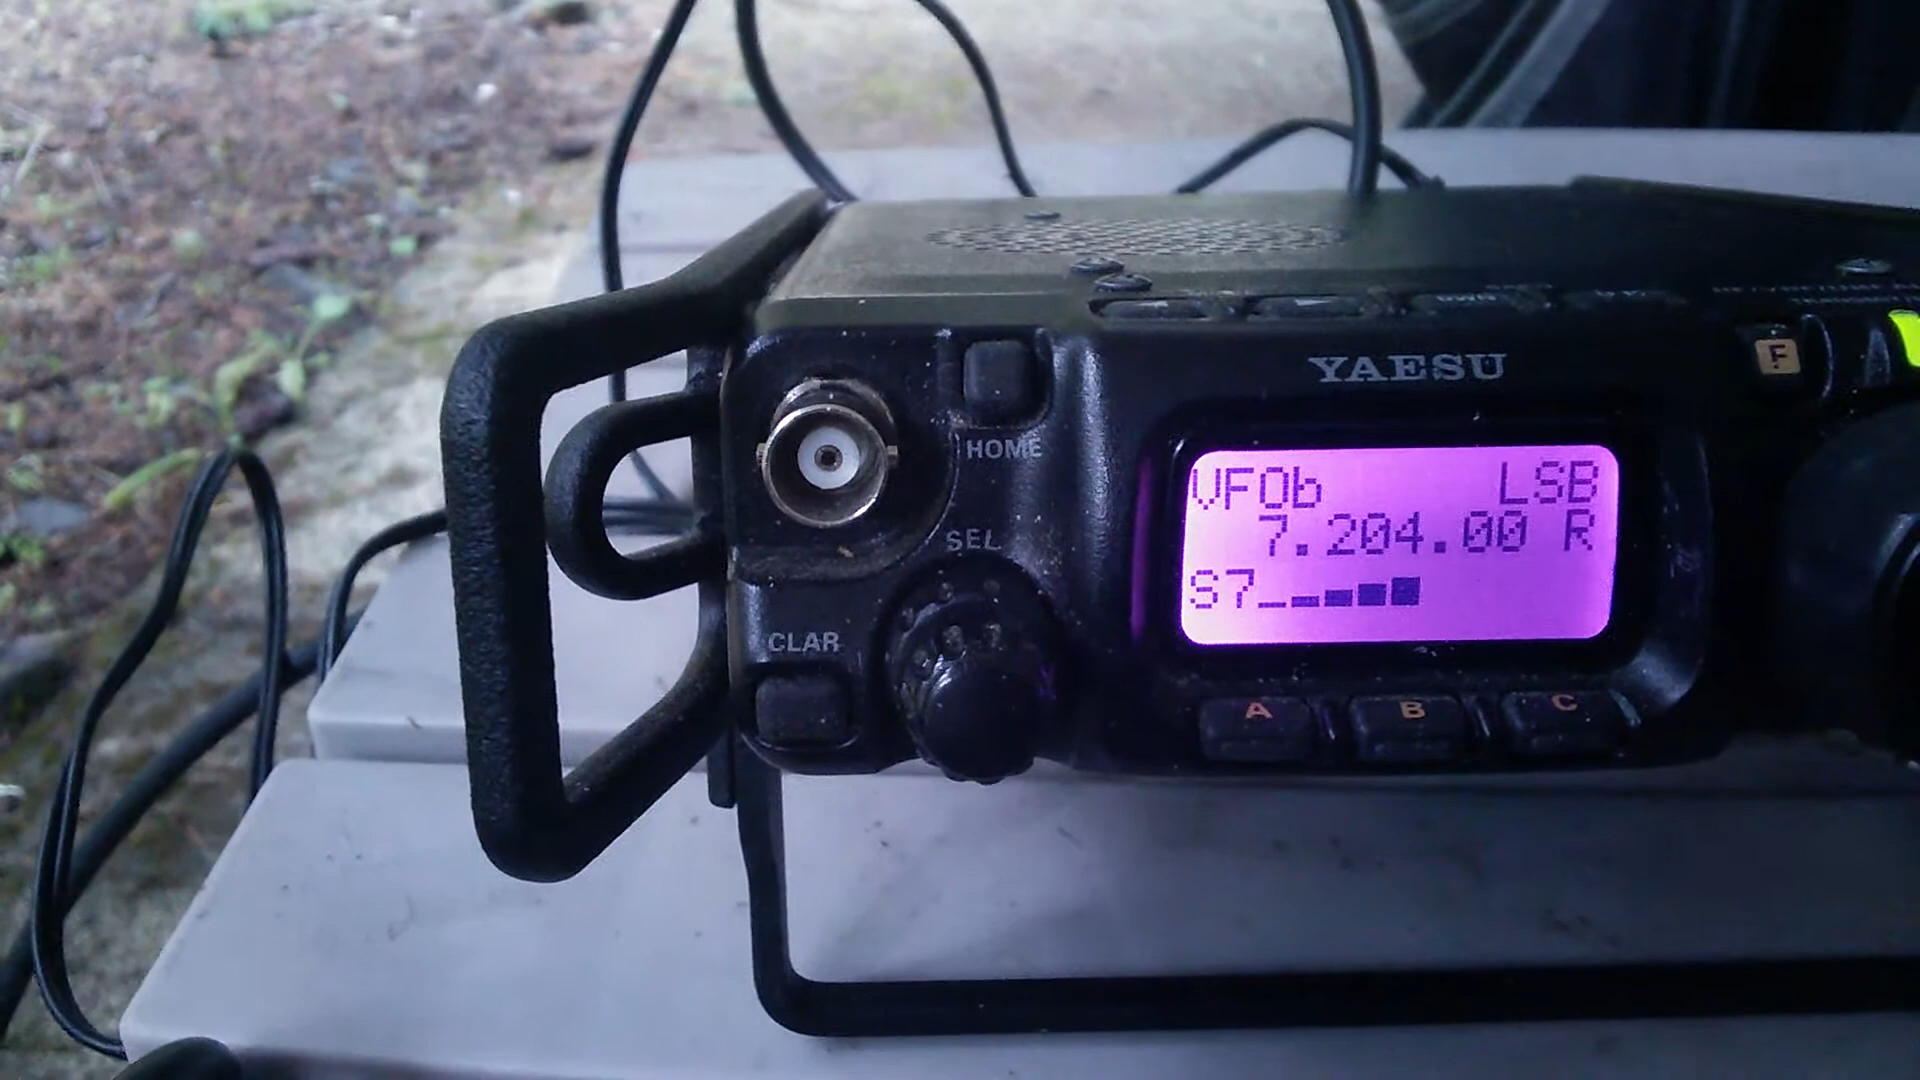 YAESU
F
HOME
VFOb LSB
7.204.00 R
S7
SEL
CLAR
A B C